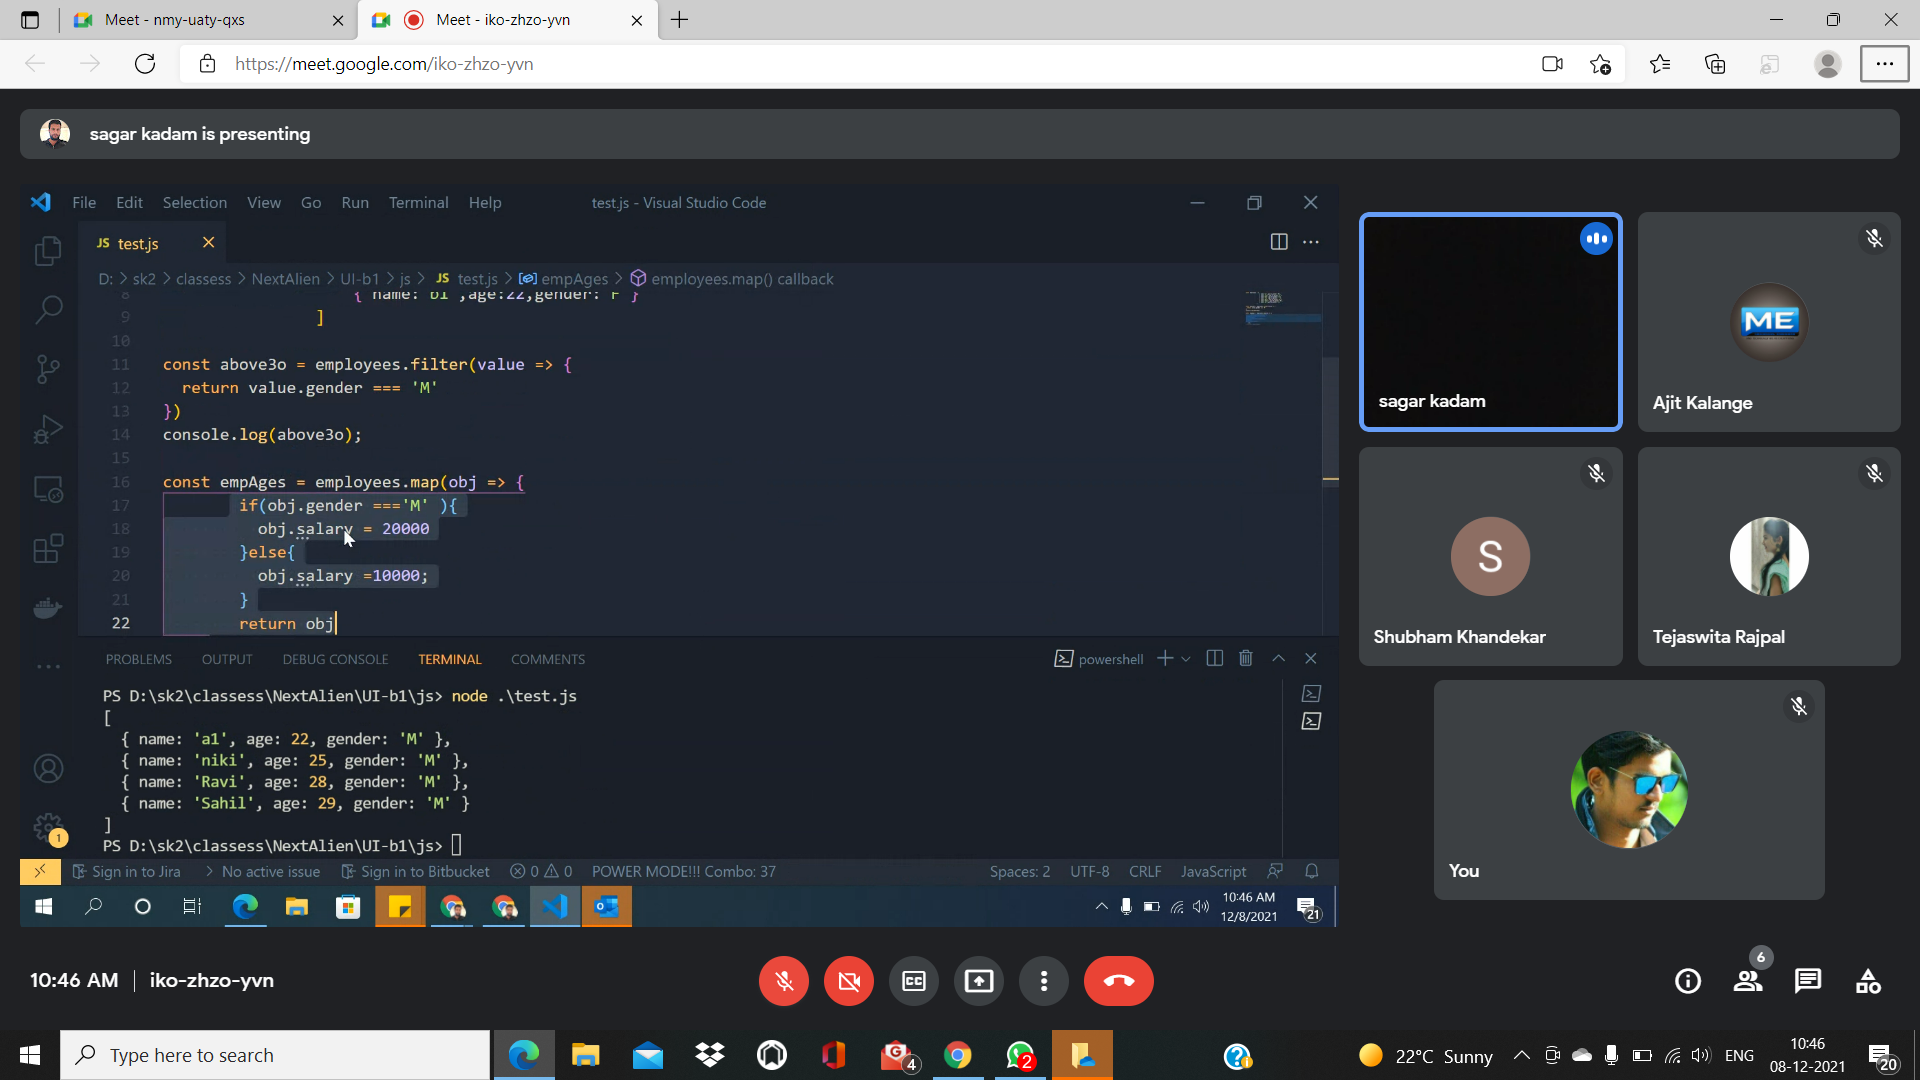 Meet - nmy-uaty-qxs
Meet - iko-zhzo-yvn
https://meet.google.com/iko-zhzo-yvn
sagar kadam is presenting
File Edit Selection View Go Run Terminal Help
test.js - Visual Studio Code
JS test.js
D: > sk2 > classess > NextAlien > UI-b1 > js > JS test.js > empAges > employees.map() callback
8 { name: 'b1',age:22,gender:'F'}
9 ]
10
11 const above3o = employees.filter(value => {
12 return value.gender === 'M'
13 })
14 console.log(above3o);
15
16 const empAges = employees.map(obj => {
17 if(obj.gender ==='M' ){
18 obj.salary = 20000
19 }else{
20 obj.salary =10000;
21 }
22 return obj
PROBLEMS OUTPUT DEBUG CONSOLE TERMINAL COMMENTS
powershell
PS D:\sk2\classess\NextAlien\UI-b1\js> node .\test.js
[
{ name: 'a1', age: 22, gender: 'M' },
{ name: 'niki', age: 25, gender: 'M' },
{ name: 'Ravi', age: 28, gender: 'M' },
{ name: 'Sahil', age: 29, gender: 'M' }
]
PS D:\sk2\classess\NextAlien\UI-b1\js>
1
Sign in to Jira > No active issue Sign in to Bitbucket 0 0 POWER MODE!!! Combo: 37
Spaces: 2 UTF-8 CRLF JavaScript
10:46 AM
12/8/2021
21
sagar kadam
ME
Ajit Kalange
S
Shubham Khandekar
Tejaswita Rajpal
You
10:46 AM | iko-zhzo-yvn
CC
6
Type here to search
G
4
2
22°C Sunny
ENG
10:46
08-12-2021
20